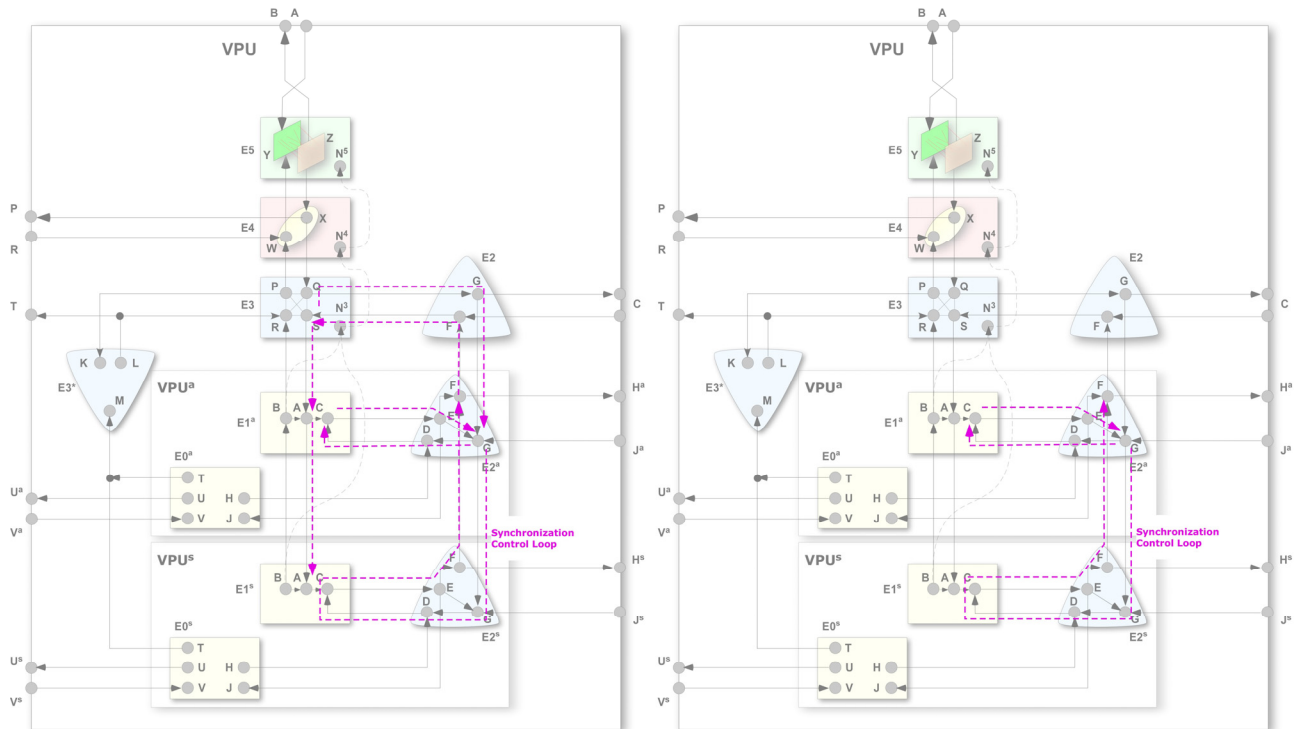 B A
VPU
E5
Y
Z
N⁵
P
R
E4
X
W
N⁴
E2
G
F
C
T
E3
P
Q
R
S
N³
K
L
E3*
M
VPUᵃ
E1ᵃ
B
A
C
F
E
D
G
E2ᵃ
Hᵃ
Jᵃ
E0ᵃ
T
U
H
V
J
Uᵃ
Vᵃ
Synchronization
Control Loop
VPUˢ
E1ˢ
B
A
C
F
E
D
G
E2ˢ
Hˢ
Jˢ
E0ˢ
T
U
H
V
J
Uˢ
Vˢ
B A
VPU
E5
Y
Z
N⁵
P
R
E4
X
W
N⁴
E2
G
F
C
T
E3
P
Q
R
S
N³
K
L
E3*
M
VPUᵃ
E1ᵃ
B
A
C
F
E
D
G
E2ᵃ
Hᵃ
Jᵃ
E0ᵃ
T
U
H
V
J
Uᵃ
Vᵃ
Synchronization
Control Loop
VPUˢ
E1ˢ
B
A
C
F
E
D
G
E2ˢ
Hˢ
Jˢ
E0ˢ
T
U
H
V
J
Uˢ
Vˢ